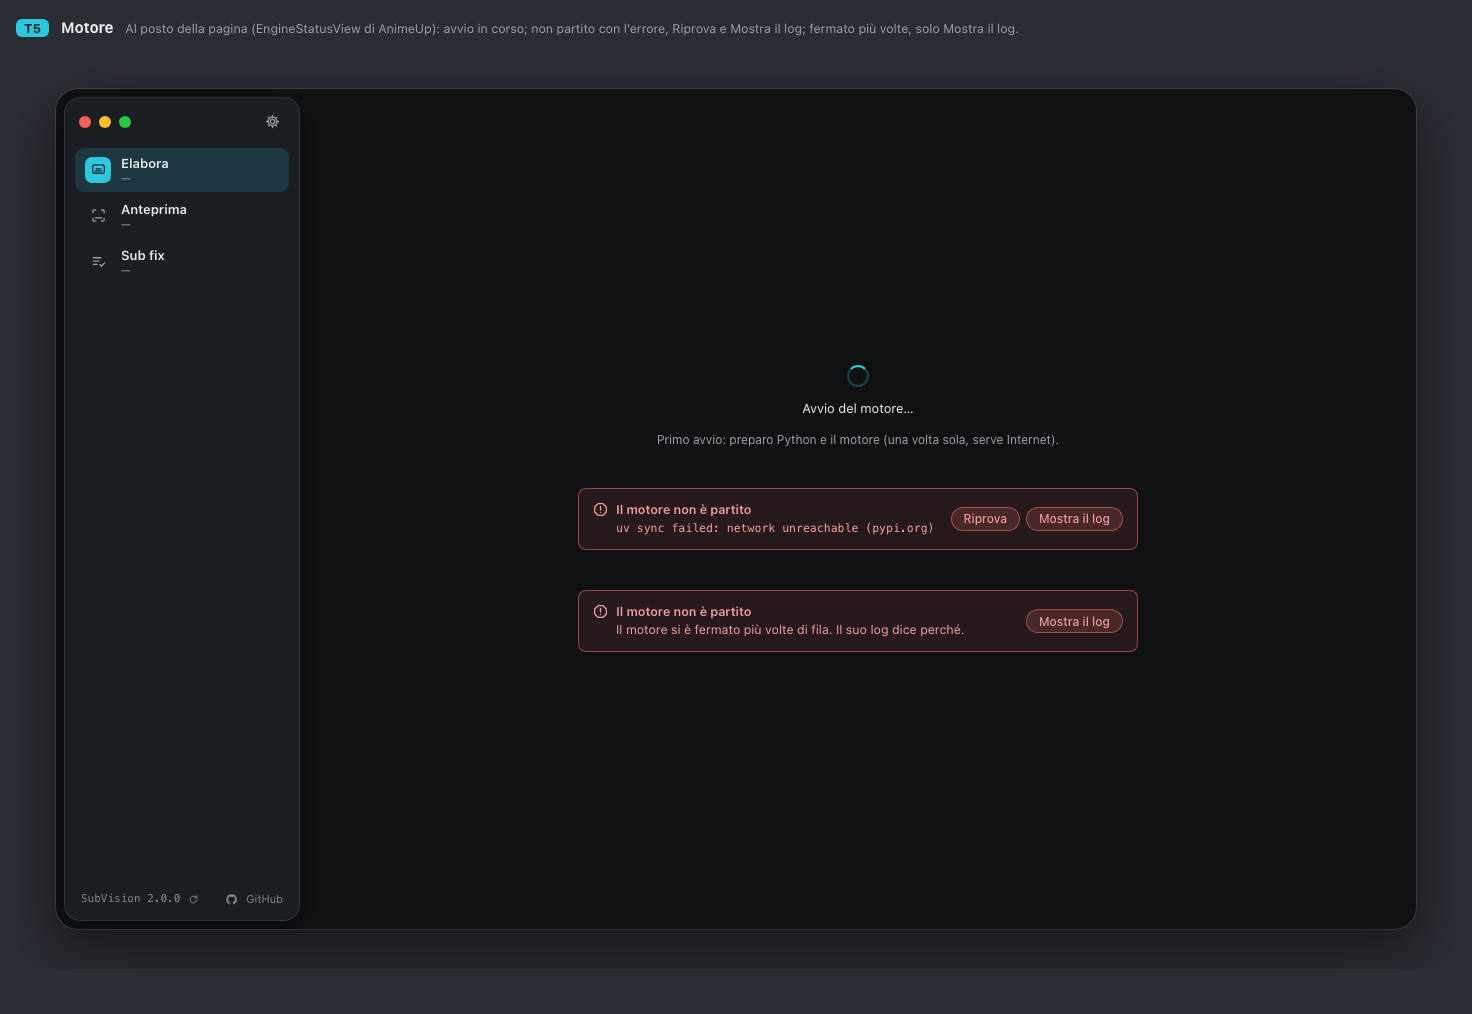 T5 Motore Al posto della pagina (EngineStatusView di AnimeUp): avvio in corso; non partito con l'errore, Riprova e Mostra il log; fermato più volte, solo Mostra il log.
Elabora
—
Anteprima
—
Sub fix
—
Avvio del motore…
Primo avvio: preparo Python e il motore (una volta sola, serve Internet).
Il motore non è partito
uv sync failed: network unreachable (pypi.org)
Riprova Mostra il log
Il motore non è partito
Il motore si è fermato più volte di fila. Il suo log dice perché.
Mostra il log
SubVision 2.0.0 GitHub